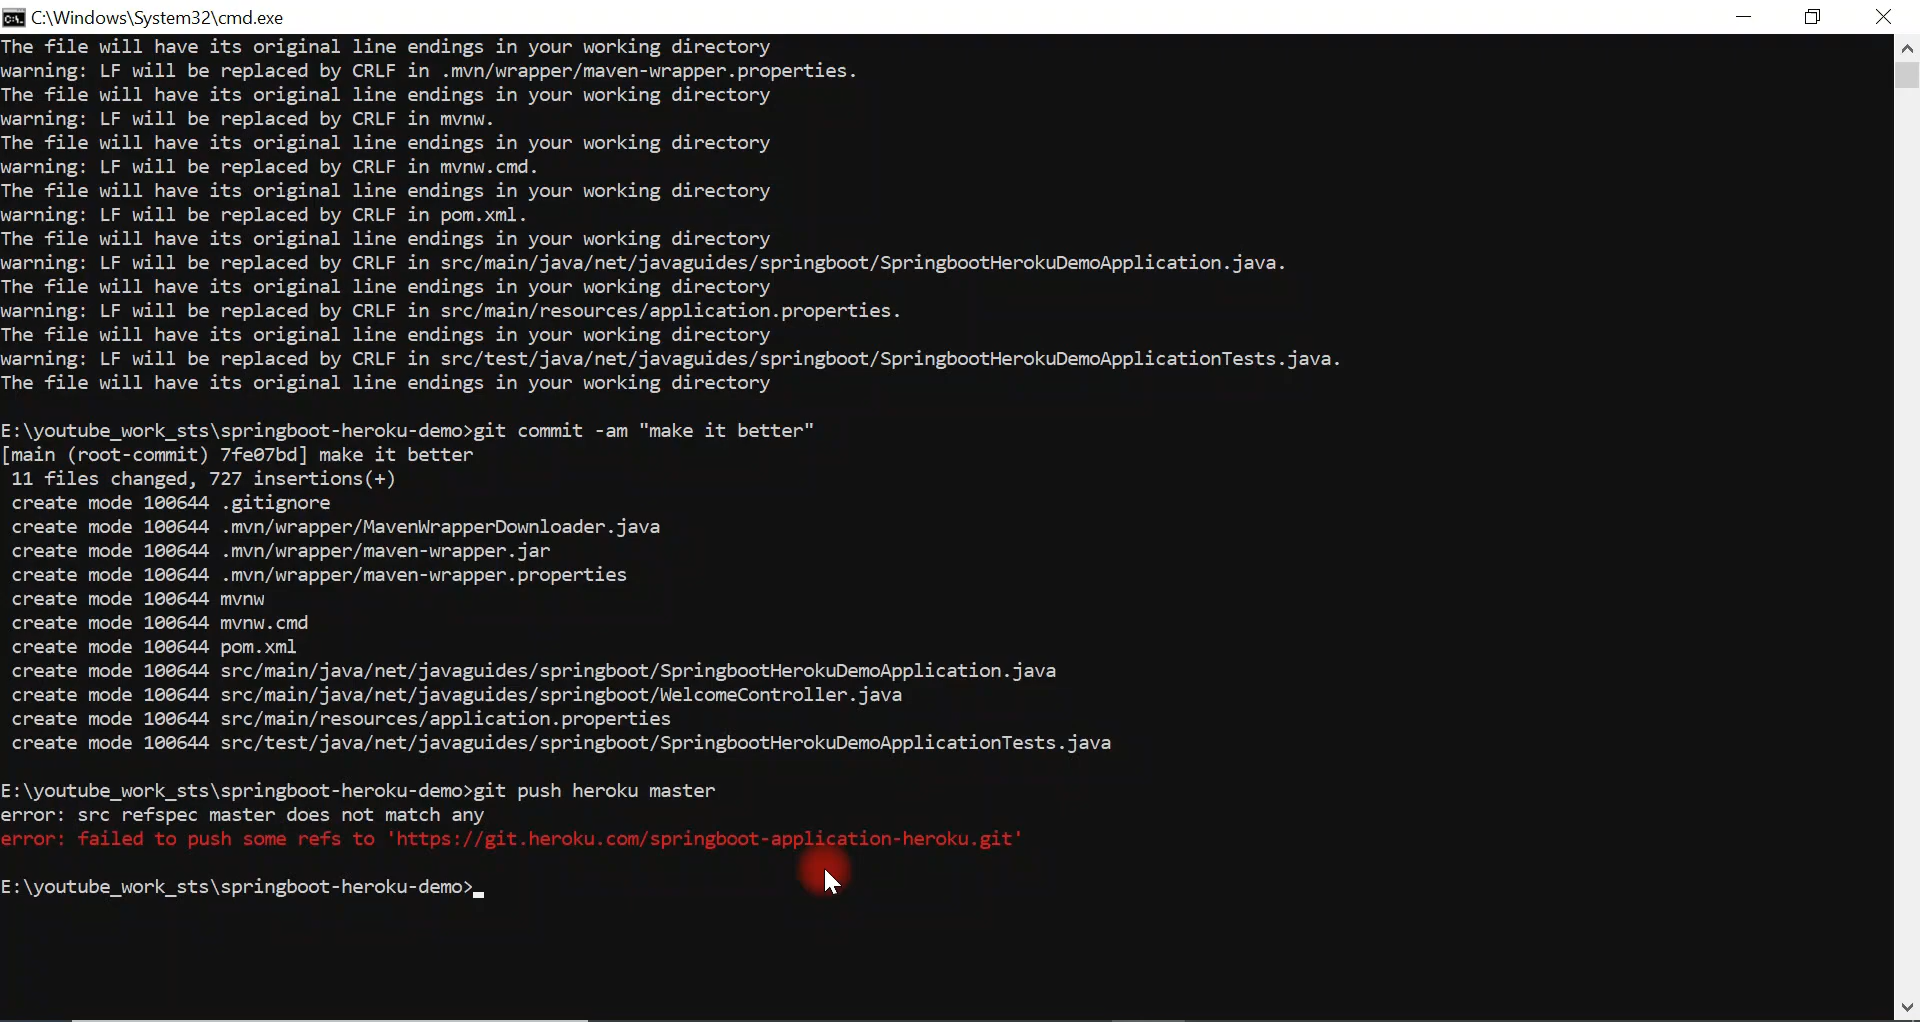 C:\Windows\System32\cmd.exe
The file will have its original line endings in your working directory
warning: LF will be replaced by CRLF in .mvn/wrapper/maven-wrapper.properties.
The file will have its original line endings in your working directory
warning: LF will be replaced by CRLF in mvnw.
The file will have its original line endings in your working directory
warning: LF will be replaced by CRLF in mvnw.cmd.
The file will have its original line endings in your working directory
warning: LF will be replaced by CRLF in pom.xml.
The file will have its original line endings in your working directory
warning: LF will be replaced by CRLF in src/main/java/net/javaguides/springboot/SpringbootHerokuDemoApplication.java.
The file will have its original line endings in your working directory
warning: LF will be replaced by CRLF in src/main/resources/application.properties.
The file will have its original line endings in your working directory
warning: LF will be replaced by CRLF in src/test/java/net/javaguides/springboot/SpringbootHerokuDemoApplicationTests.java.
The file will have its original line endings in your working directory
E:\youtube_work_sts\springboot-heroku-demo>git commit -am "make it better"
[main (root-commit) 7fe07bd] make it better
11 files changed, 727 insertions(+)
create mode 100644 .gitignore
create mode 100644 .mvn/wrapper/MavenWrapperDownloader.java
create mode 100644 .mvn/wrapper/maven-wrapper.jar
create mode 100644 .mvn/wrapper/maven-wrapper.properties
create mode 100644 mvnw
create mode 100644 mvnw.cmd
create mode 100644 pom.xml
create mode 100644 src/main/java/net/javaguides/springboot/SpringbootHerokuDemoApplication.java
create mode 100644 src/main/java/net/javaguides/springboot/WelcomeController.java
create mode 100644 src/main/resources/application.properties
create mode 100644 src/test/java/net/javaguides/springboot/SpringbootHerokuDemoApplicationTests.java
E:\youtube_work_sts\springboot-heroku-demo>git push heroku master
error: src refspec master does not match any
error: failed to push some refs to 'https://git.heroku.com/springboot-application-heroku.git'
E:\youtube_work_sts\springboot-heroku-demo>